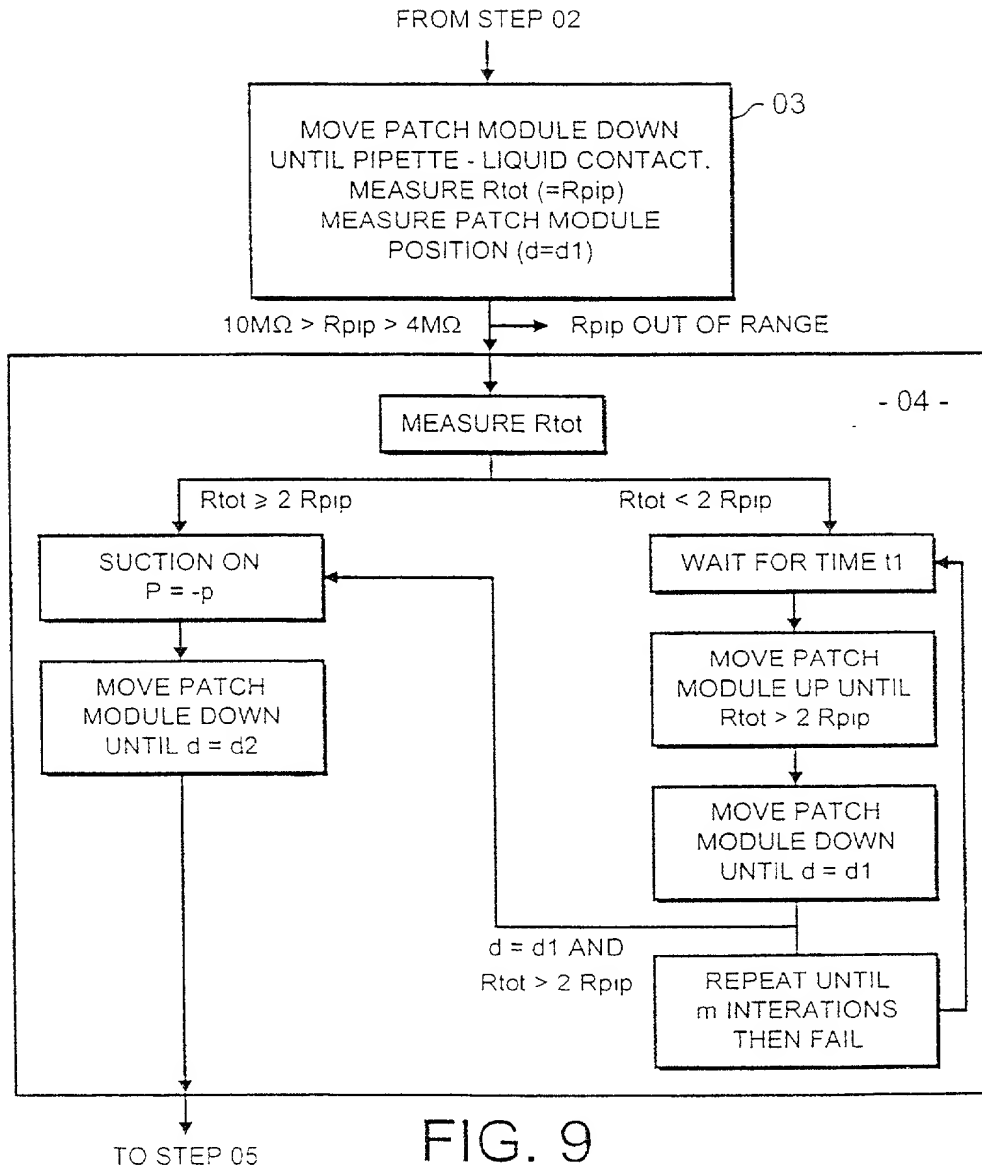 FROM STEP 02
03
MOVE PATCH MODULE DOWN
UNTIL PIPETTE - LIQUID CONTACT.
MEASURE Rtot (=Rpip)
MEASURE PATCH MODULE
POSITION (d=d1)
10MΩ > Rpip > 4MΩ
Rpip OUT OF RANGE
- 04 -
MEASURE Rtot
Rtot ⩾ 2 Rpip
Rtot < 2 Rpip
SUCTION ON
P = -p
MOVE PATCH
MODULE DOWN
UNTIL d = d2
WAIT FOR TIME t1
MOVE PATCH
MODULE UP UNTIL
Rtot > 2 Rpip
MOVE PATCH
MODULE DOWN
UNTIL d = d1
d = d1 AND
Rtot > 2 Rpip
REPEAT UNTIL
m INTERATIONS
THEN FAIL
TO STEP 05
FIG. 9